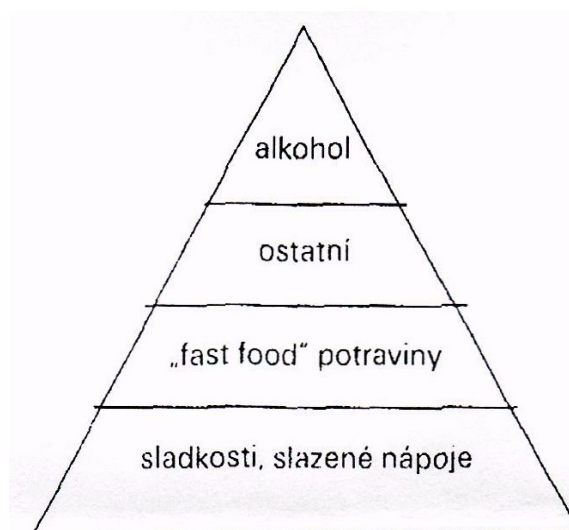 alkohol
ostatní
„fast food“ potraviny
sladkosti, slazené nápoje